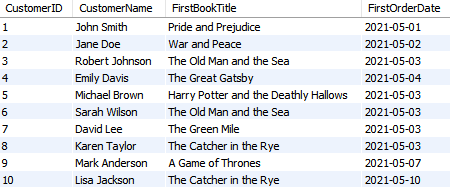 CustomerID CustomerName FirstBookTitle FirstOrderDate
1 John Smith Pride and Prejudice 2021-05-01
2 Jane Doe War and Peace 2021-05-02
3 Robert Johnson The Old Man and the Sea 2021-05-03
4 Emily Davis The Great Gatsby 2021-05-04
5 Michael Brown Harry Potter and the Deathly Hallows 2021-05-03
6 Sarah Wilson The Old Man and the Sea 2021-05-03
7 David Lee The Green Mile 2021-05-03
8 Karen Taylor The Catcher in the Rye 2021-05-03
9 Mark Anderson A Game of Thrones 2021-05-07
10 Lisa Jackson The Catcher in the Rye 2021-05-10